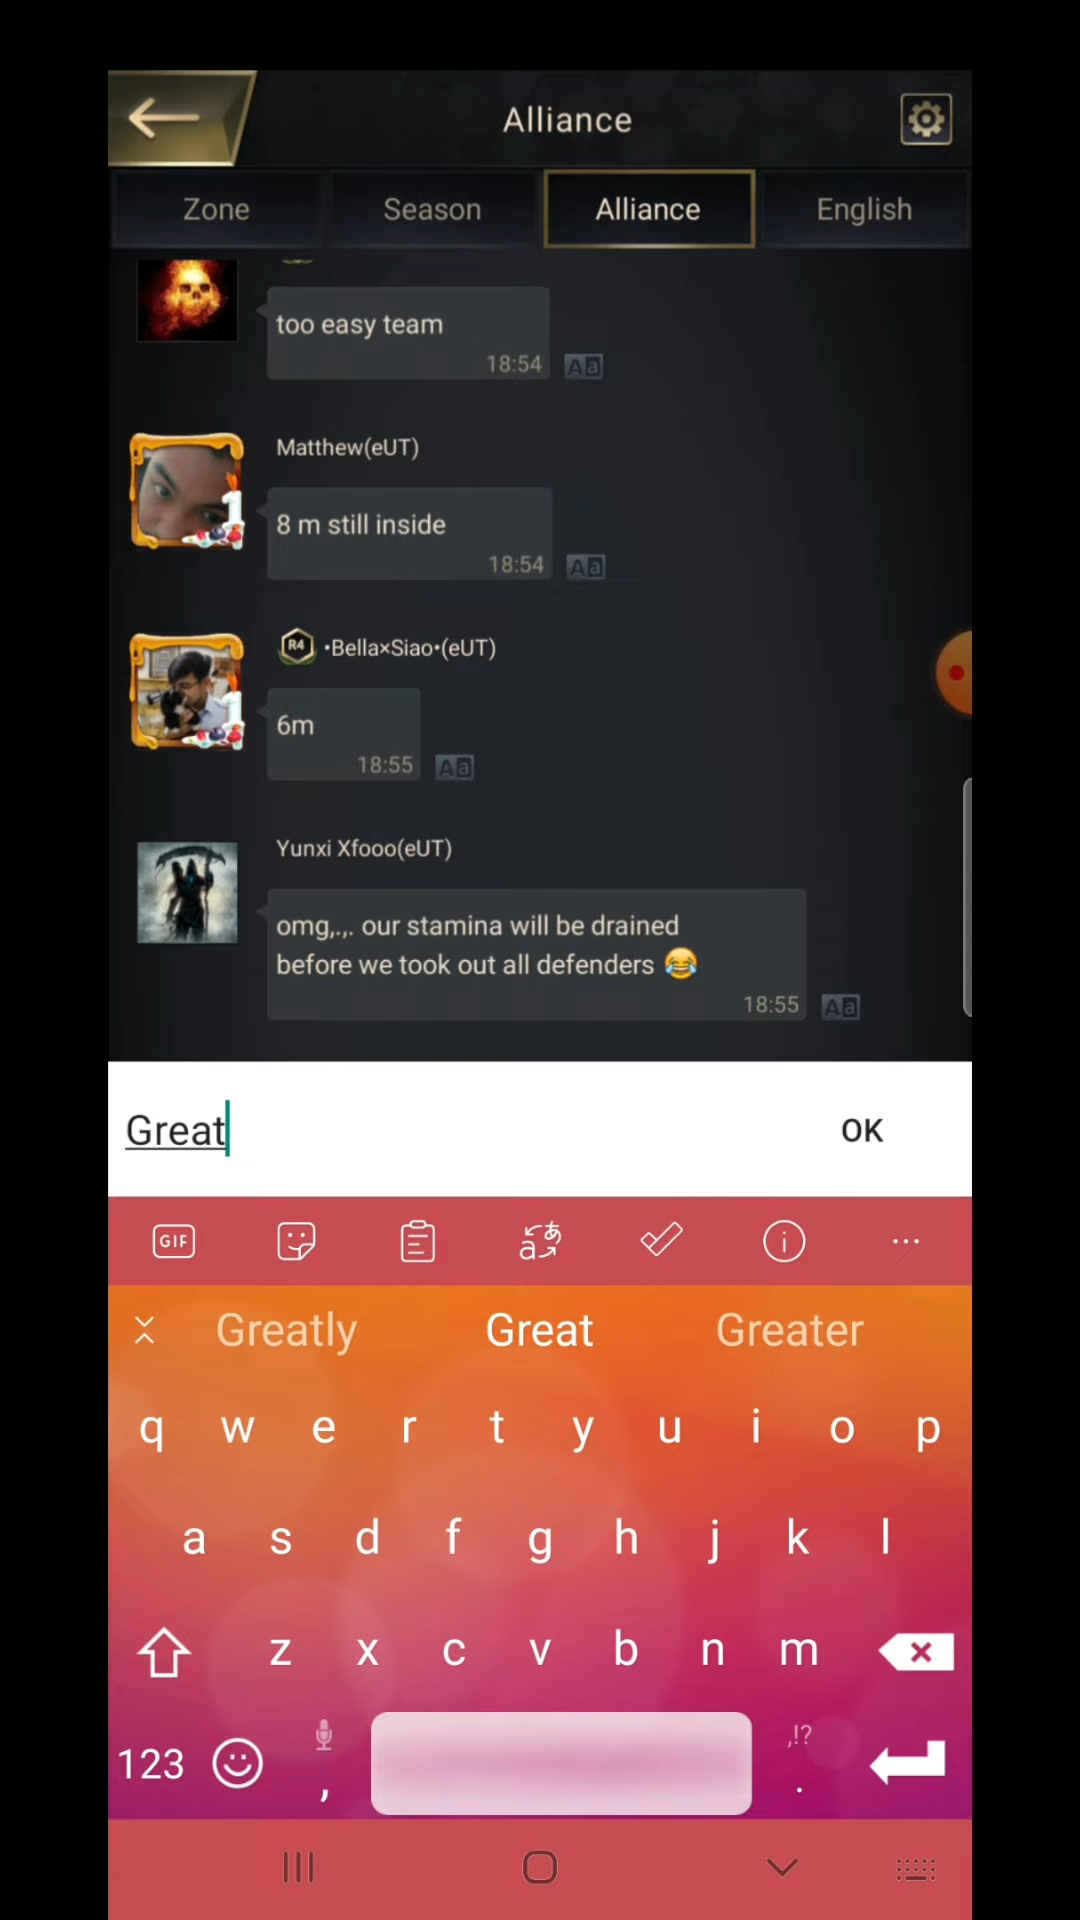 Alliance
Zone Season Alliance English
too easy team
18:54 Aa
Matthew(eUT)
8 m still inside
18:54 Aa
R4 •Bella×Siao•(eUT)
6m
18:55 Aa
Yunxi Xfooo(eUT)
omg,.,. our stamina will be drained
before we took out all defenders 😂
18:55 Aa
Great OK
GIF aあ
Greatly Great Greater
q w e r t y u i o p
a s d f g h j k l
z x c v b n m
123 , ,!? .